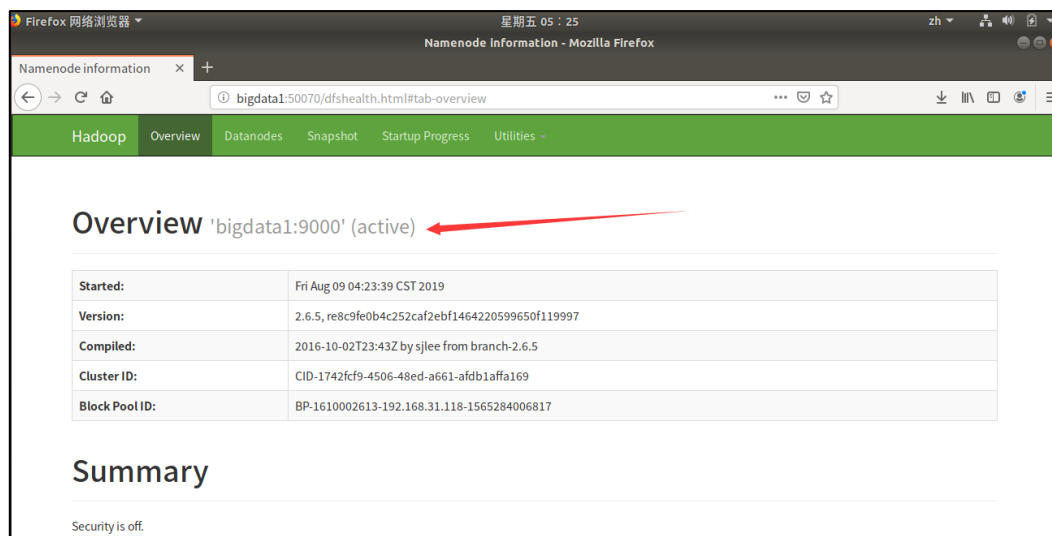 Firefox 网络浏览器 星期五 05：25 zh
Namenode information - Mozilla Firefox
Namenode information × +
bigdata1:50070/dfshealth.html#tab-overview
Hadoop Overview Datanodes Snapshot Startup Progress Utilities
Overview 'bigdata1:9000' (active)
Started: Fri Aug 09 04:23:39 CST 2019
Version: 2.6.5, re8c9fe0b4c252caf2ebf1464220599650f119997
Compiled: 2016-10-02T23:43Z by sjlee from branch-2.6.5
Cluster ID: CID-1742fcf9-4506-48ed-a661-afdb1affa169
Block Pool ID: BP-1610002613-192.168.31.118-1565284006817
Summary
Security is off.